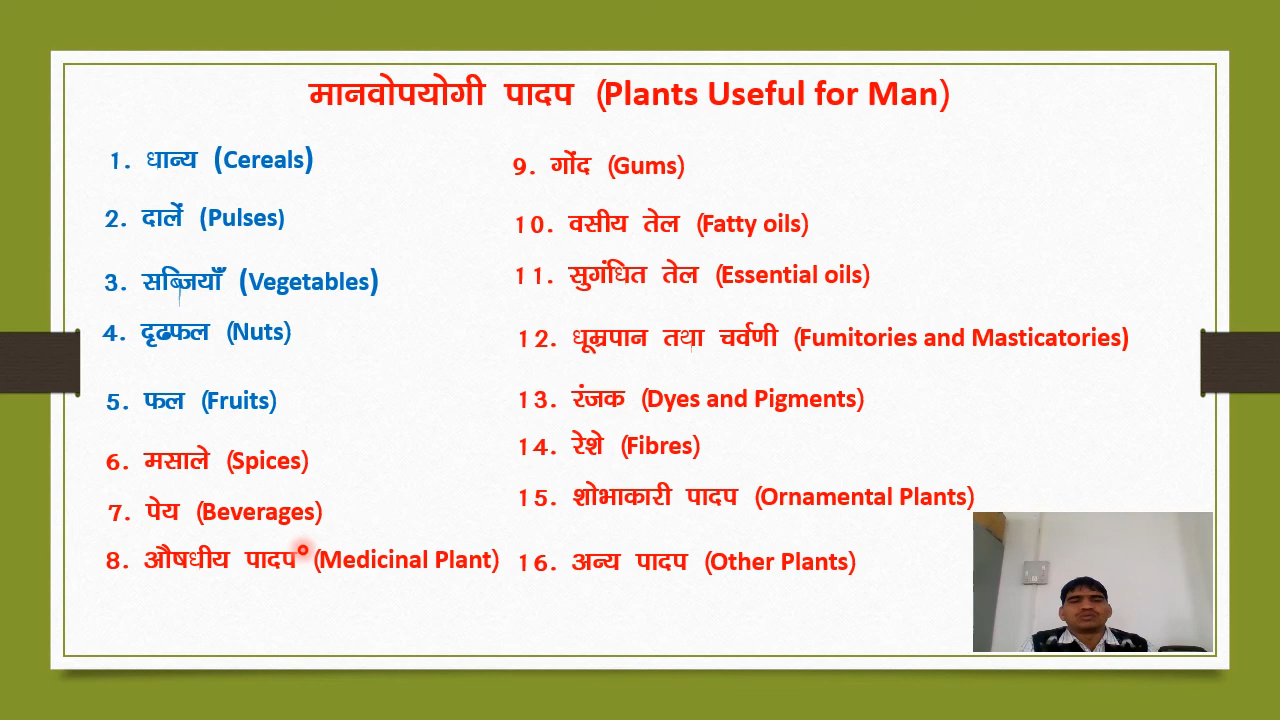 मानवोपयोगी पादप (Plants Useful for Man)
1. धान्य (Cereals)
2. दालें (Pulses)
3. सब्जियाँ (Vegetables)
4. दृढफल (Nuts)
5. फल (Fruits)
6. मसाले (Spices)
7. पेय (Beverages)
8. औषधीय पादप (Medicinal Plant)
9. गोंद (Gums)
10. वसीय तेल (Fatty oils)
11. सुगंधित तेल (Essential oils)
12. धूम्रपान तथा चर्वणी (Fumitories and Masticatories)
13. रंजक (Dyes and Pigments)
14. रेशे (Fibres)
15. शोभाकारी पादप (Ornamental Plants)
16. अन्य पादप (Other Plants)